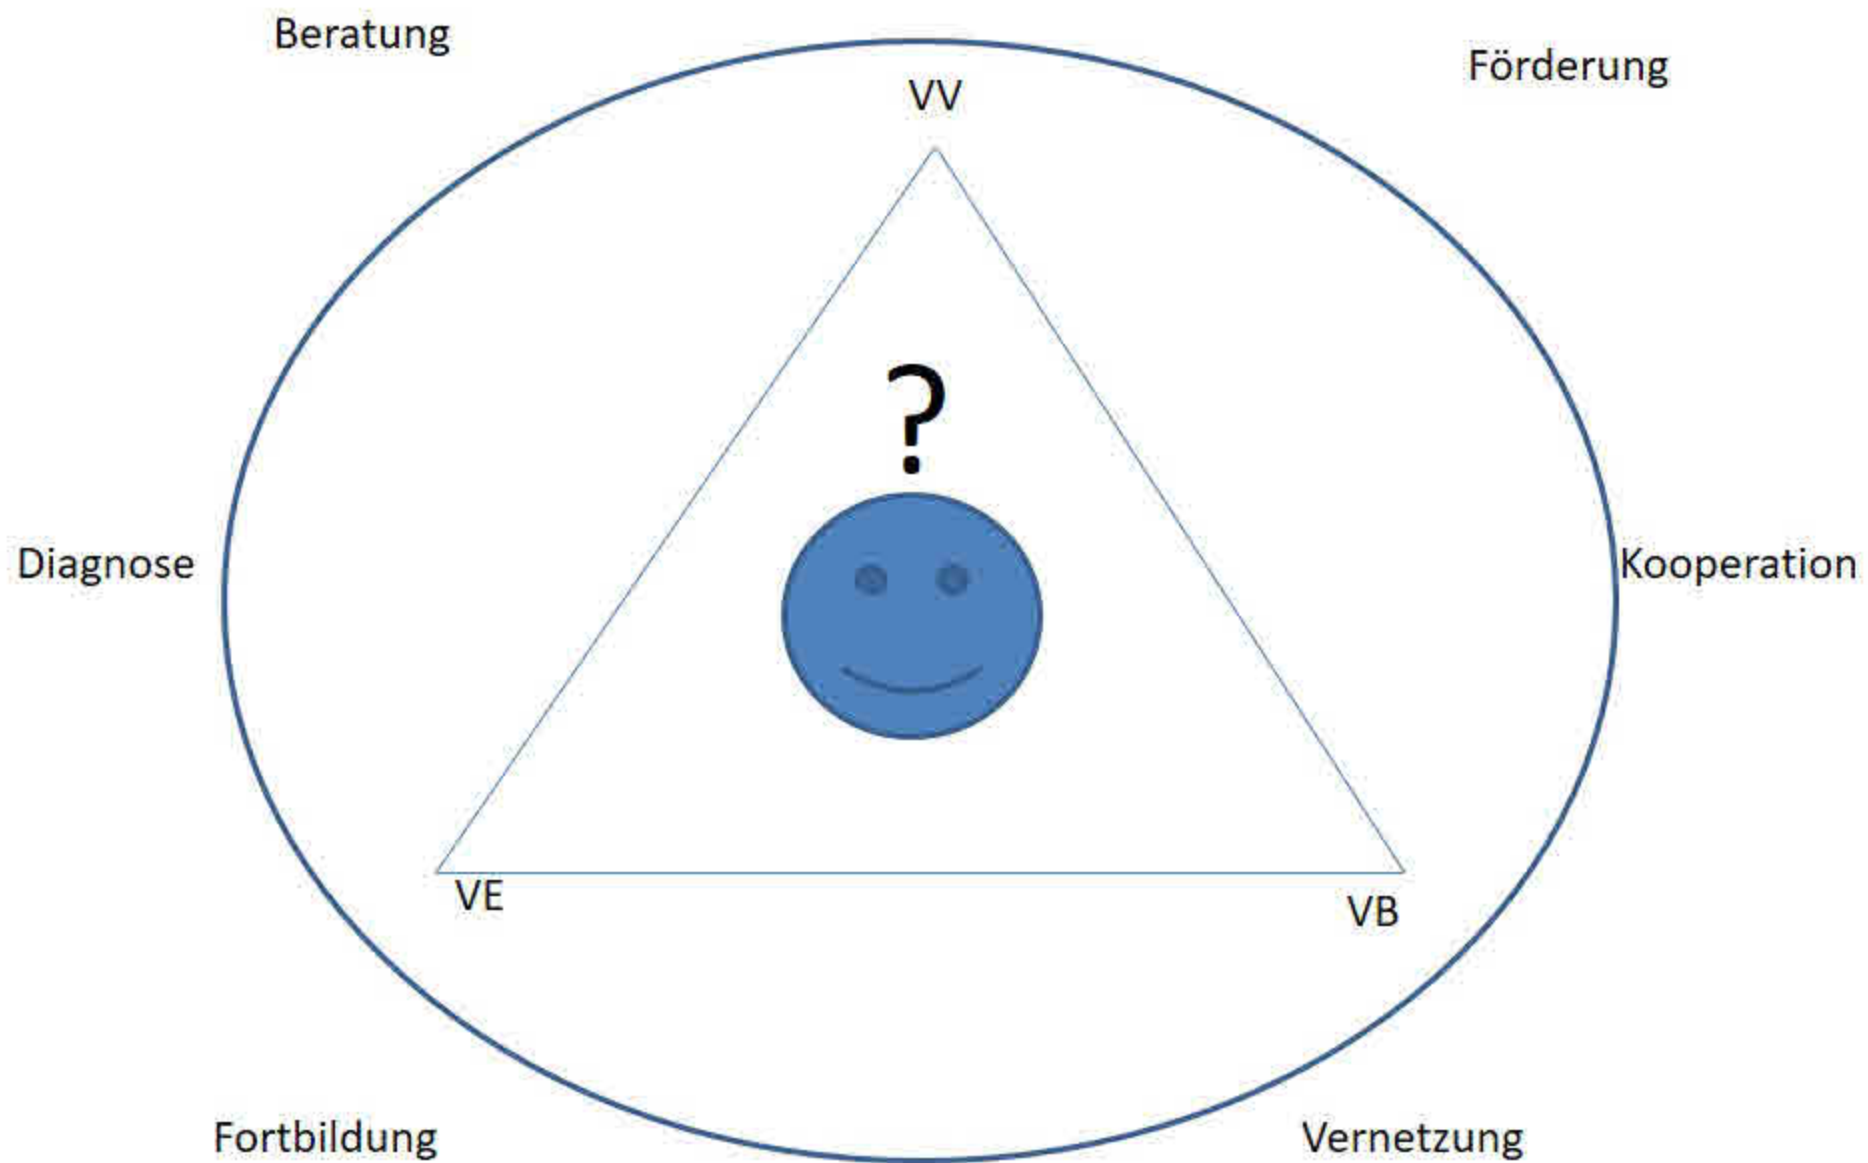 Beratung
Förderung
VV
?
Diagnose
Kooperation
VE
VB
Fortbildung
Vernetzung